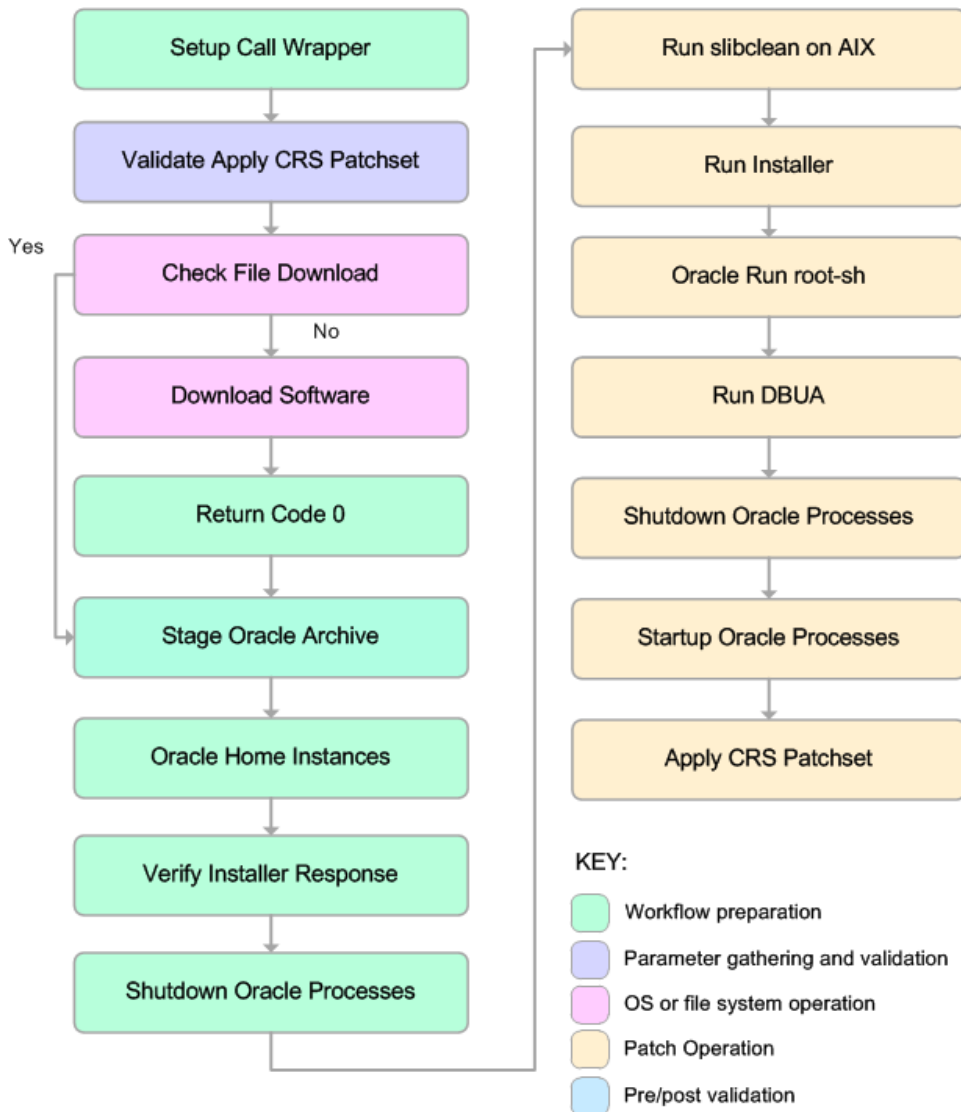 Setup Call Wrapper
Validate Apply CRS Patchset
Yes
Check File Download
No
Download Software
Return Code 0
Stage Oracle Archive
Oracle Home Instances
Verify Installer Response
Shutdown Oracle Processes
Run slibclean on AIX
Run Installer
Oracle Run root-sh
Run DBUA
Shutdown Oracle Processes
Startup Oracle Processes
Apply CRS Patchset
KEY:
Workflow preparation
Parameter gathering and validation
OS or file system operation
Patch Operation
Pre/post validation